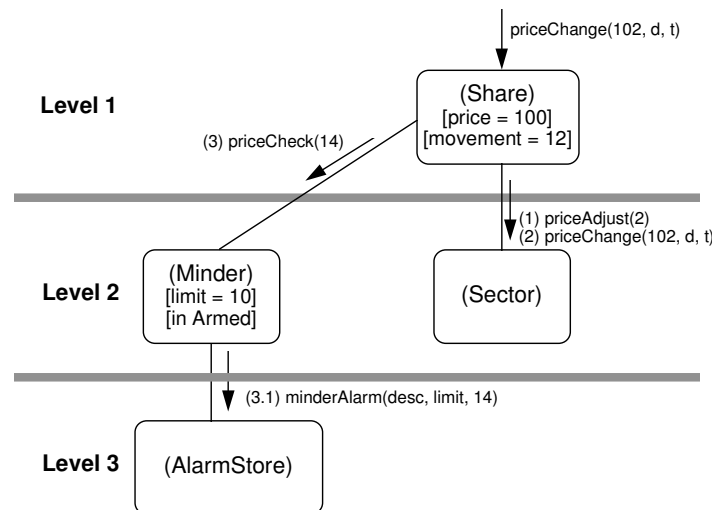 priceChange(102, d, t)
Level 1
(Share)
[price = 100]
[movement = 12]
(3) priceCheck(14)
(1) priceAdjust(2)
(2) priceChange(102, d, t)
Level 2
(Minder)
[limit = 10]
[in Armed]
(Sector)
(3.1) minderAlarm(desc, limit, 14)
Level 3
(AlarmStore)